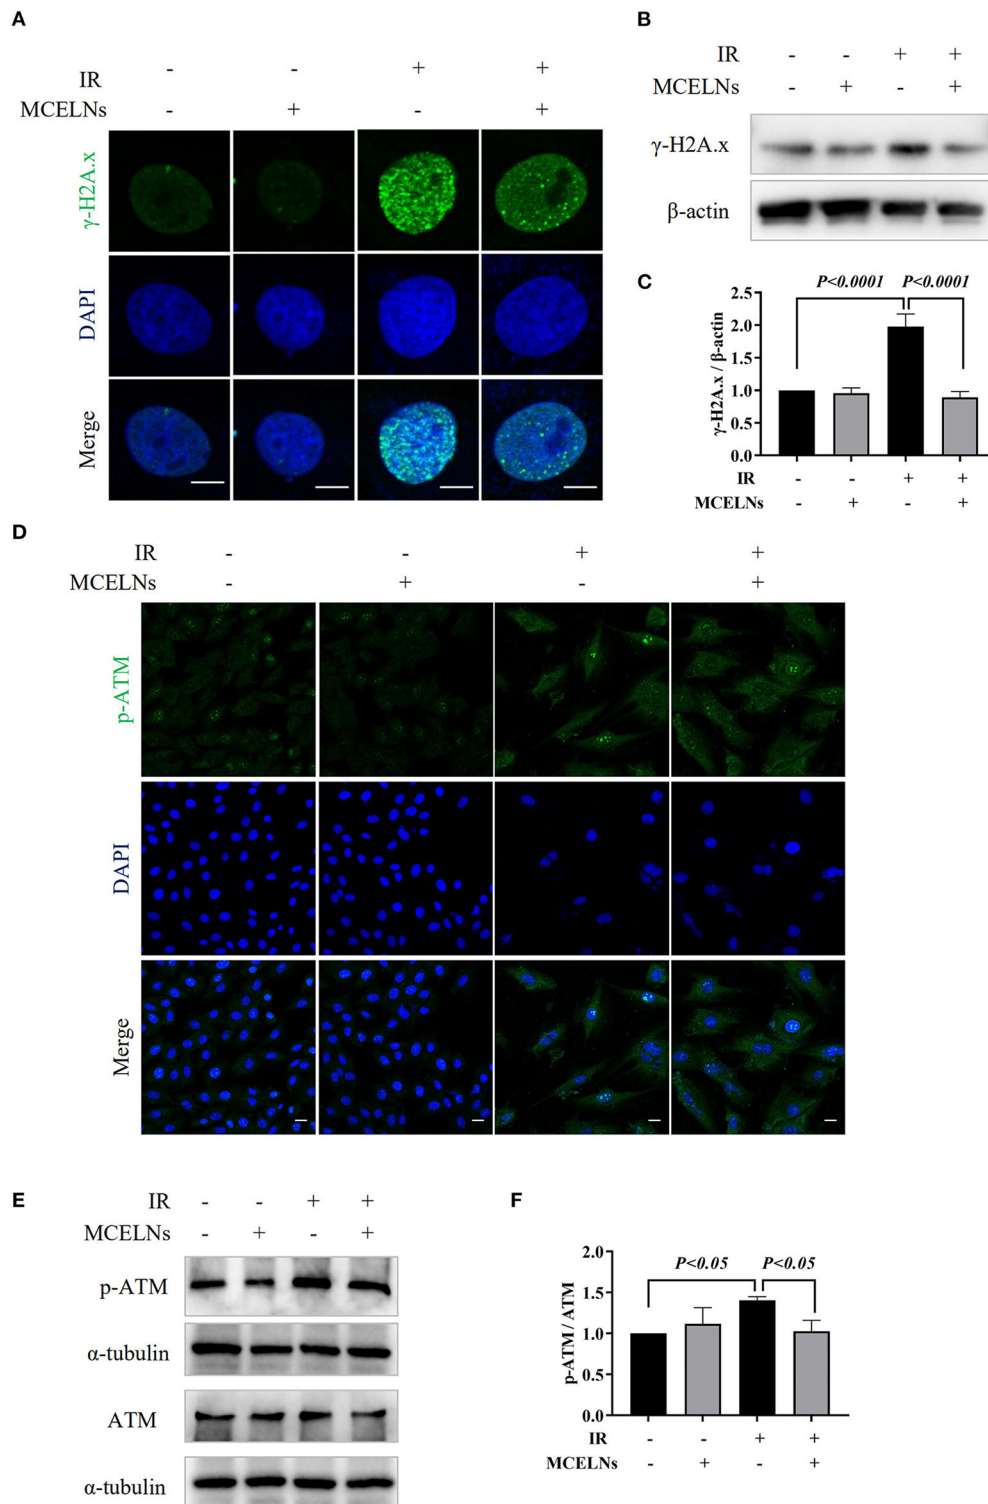 A
IR - - + +
MCELNs - + - +
γ-H2A.x
DAPI
Merge
B
IR - - + +
MCELNs - + - +
γ-H2A.x
β-actin
C
P<0.0001 P<0.0001
2.5
2.0
1.5
1.0
0.5
0.0
γ-H2A.x / β-actin
IR - - + +
MCELNs - + - +
D
IR - - + +
MCELNs - + - +
p-ATM
DAPI
Merge
E
IR - - + +
MCELNs - + - +
p-ATM
α-tubulin
ATM
α-tubulin
F
P<0.05 P<0.05
2.0
1.5
1.0
0.5
0.0
p-ATM / ATM
IR - - + +
MCELNs - + - +